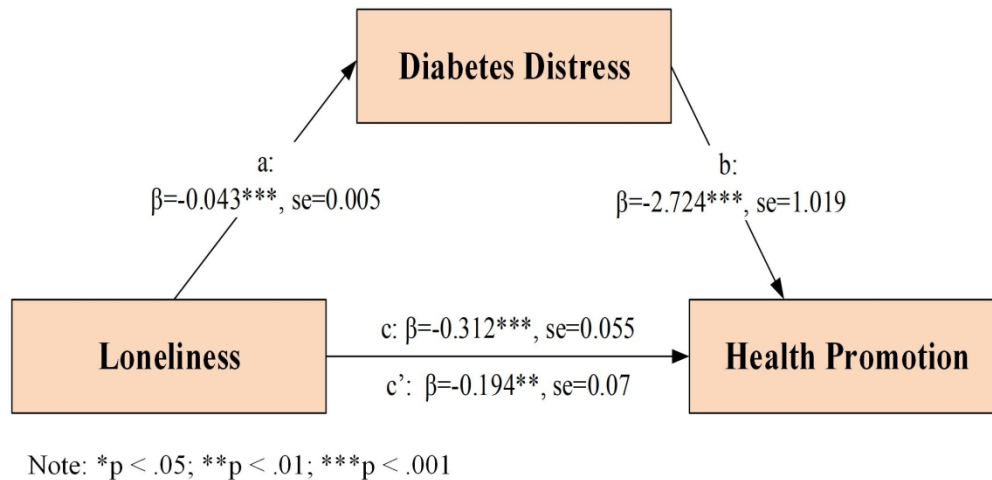 Diabetes Distress
a:
β=-0.043***, se=0.005
b:
β=-2.724***, se=1.019
Loneliness
c: β=-0.312***, se=0.055
c’: β=-0.194**, se=0.07
Health Promotion
Note: *p < .05; **p < .01; ***p < .001